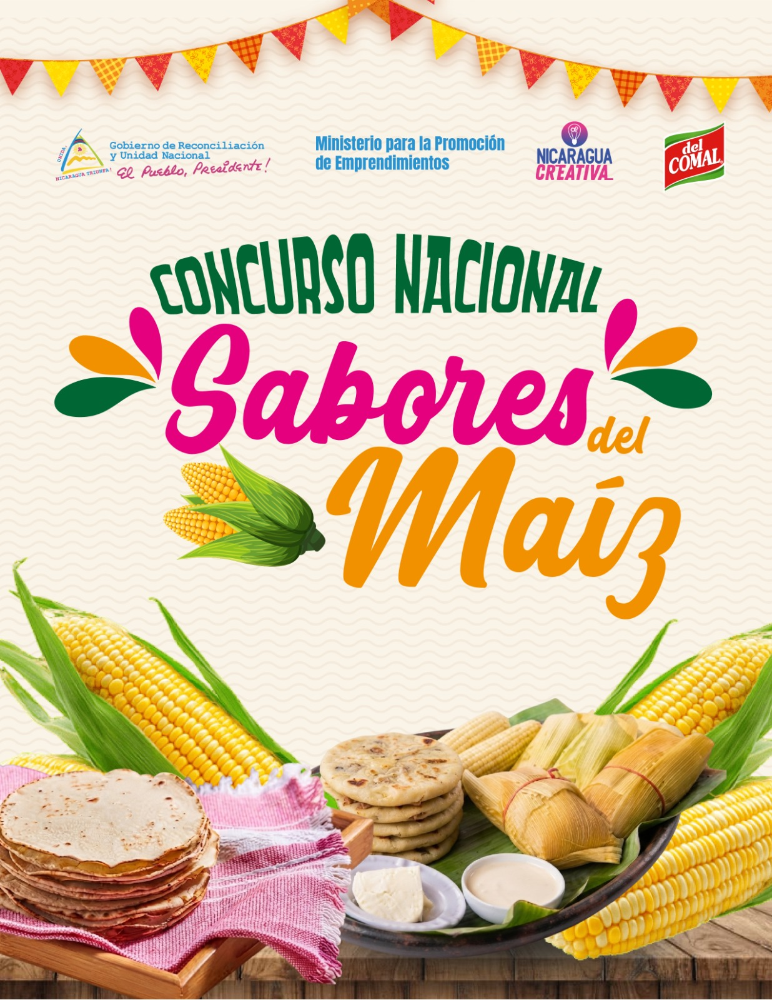 UNIDA,
NICARAGUA TRIUNFA!
Gobierno de Reconciliación
y Unidad Nacional
El Pueblo, Presidente!
Ministerio para la Promoción
de Emprendimientos
NICARAGUA
CREATIVA
del
COMAL
CONCURSO NACIONAL
Sabores
del
Maíz